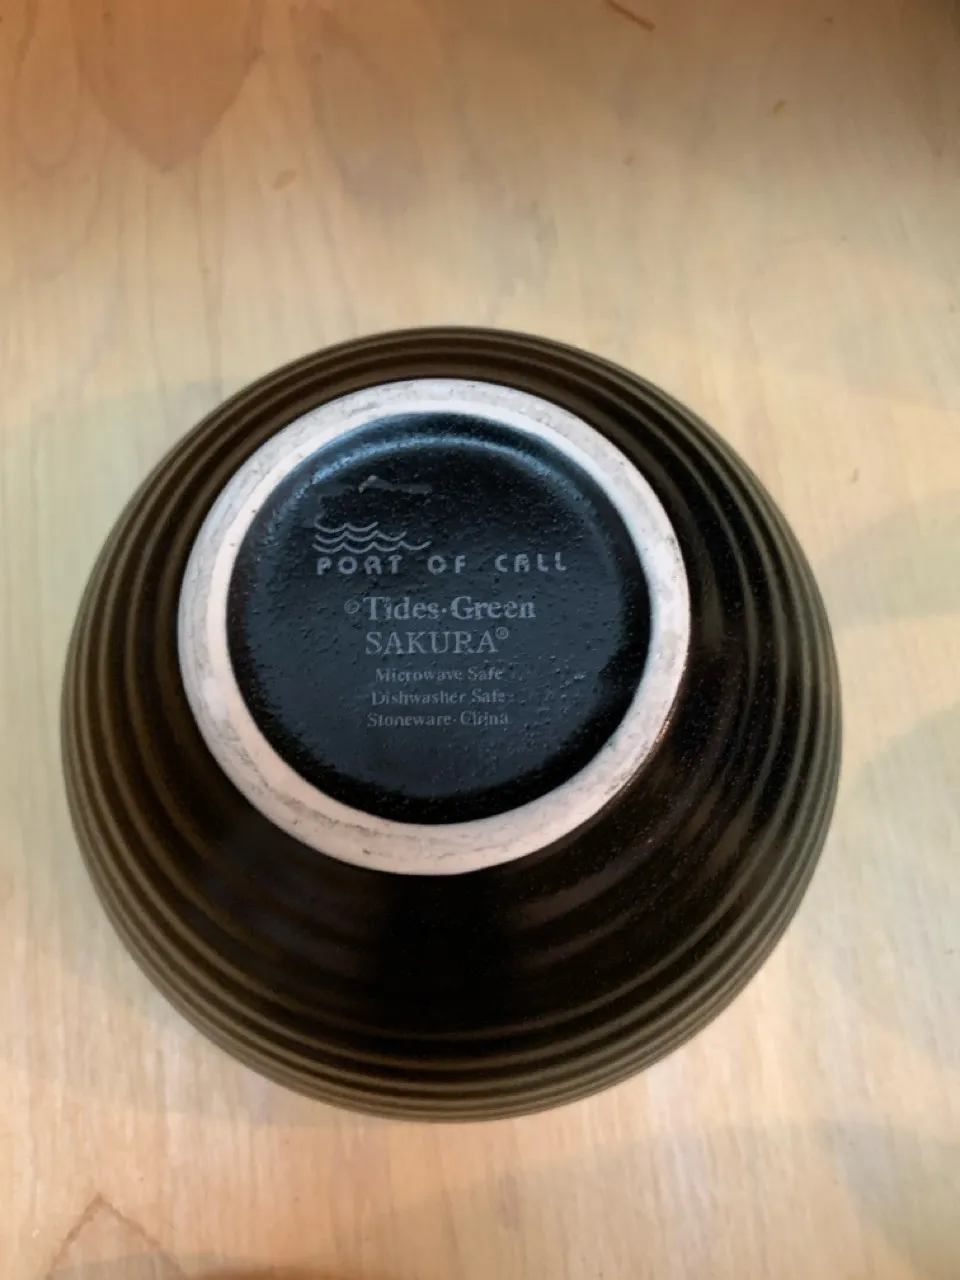 PORT OF CALL
©Tides·Green
SAKURA®
Microwave Safe
Dishwasher Safe
Stoneware·China